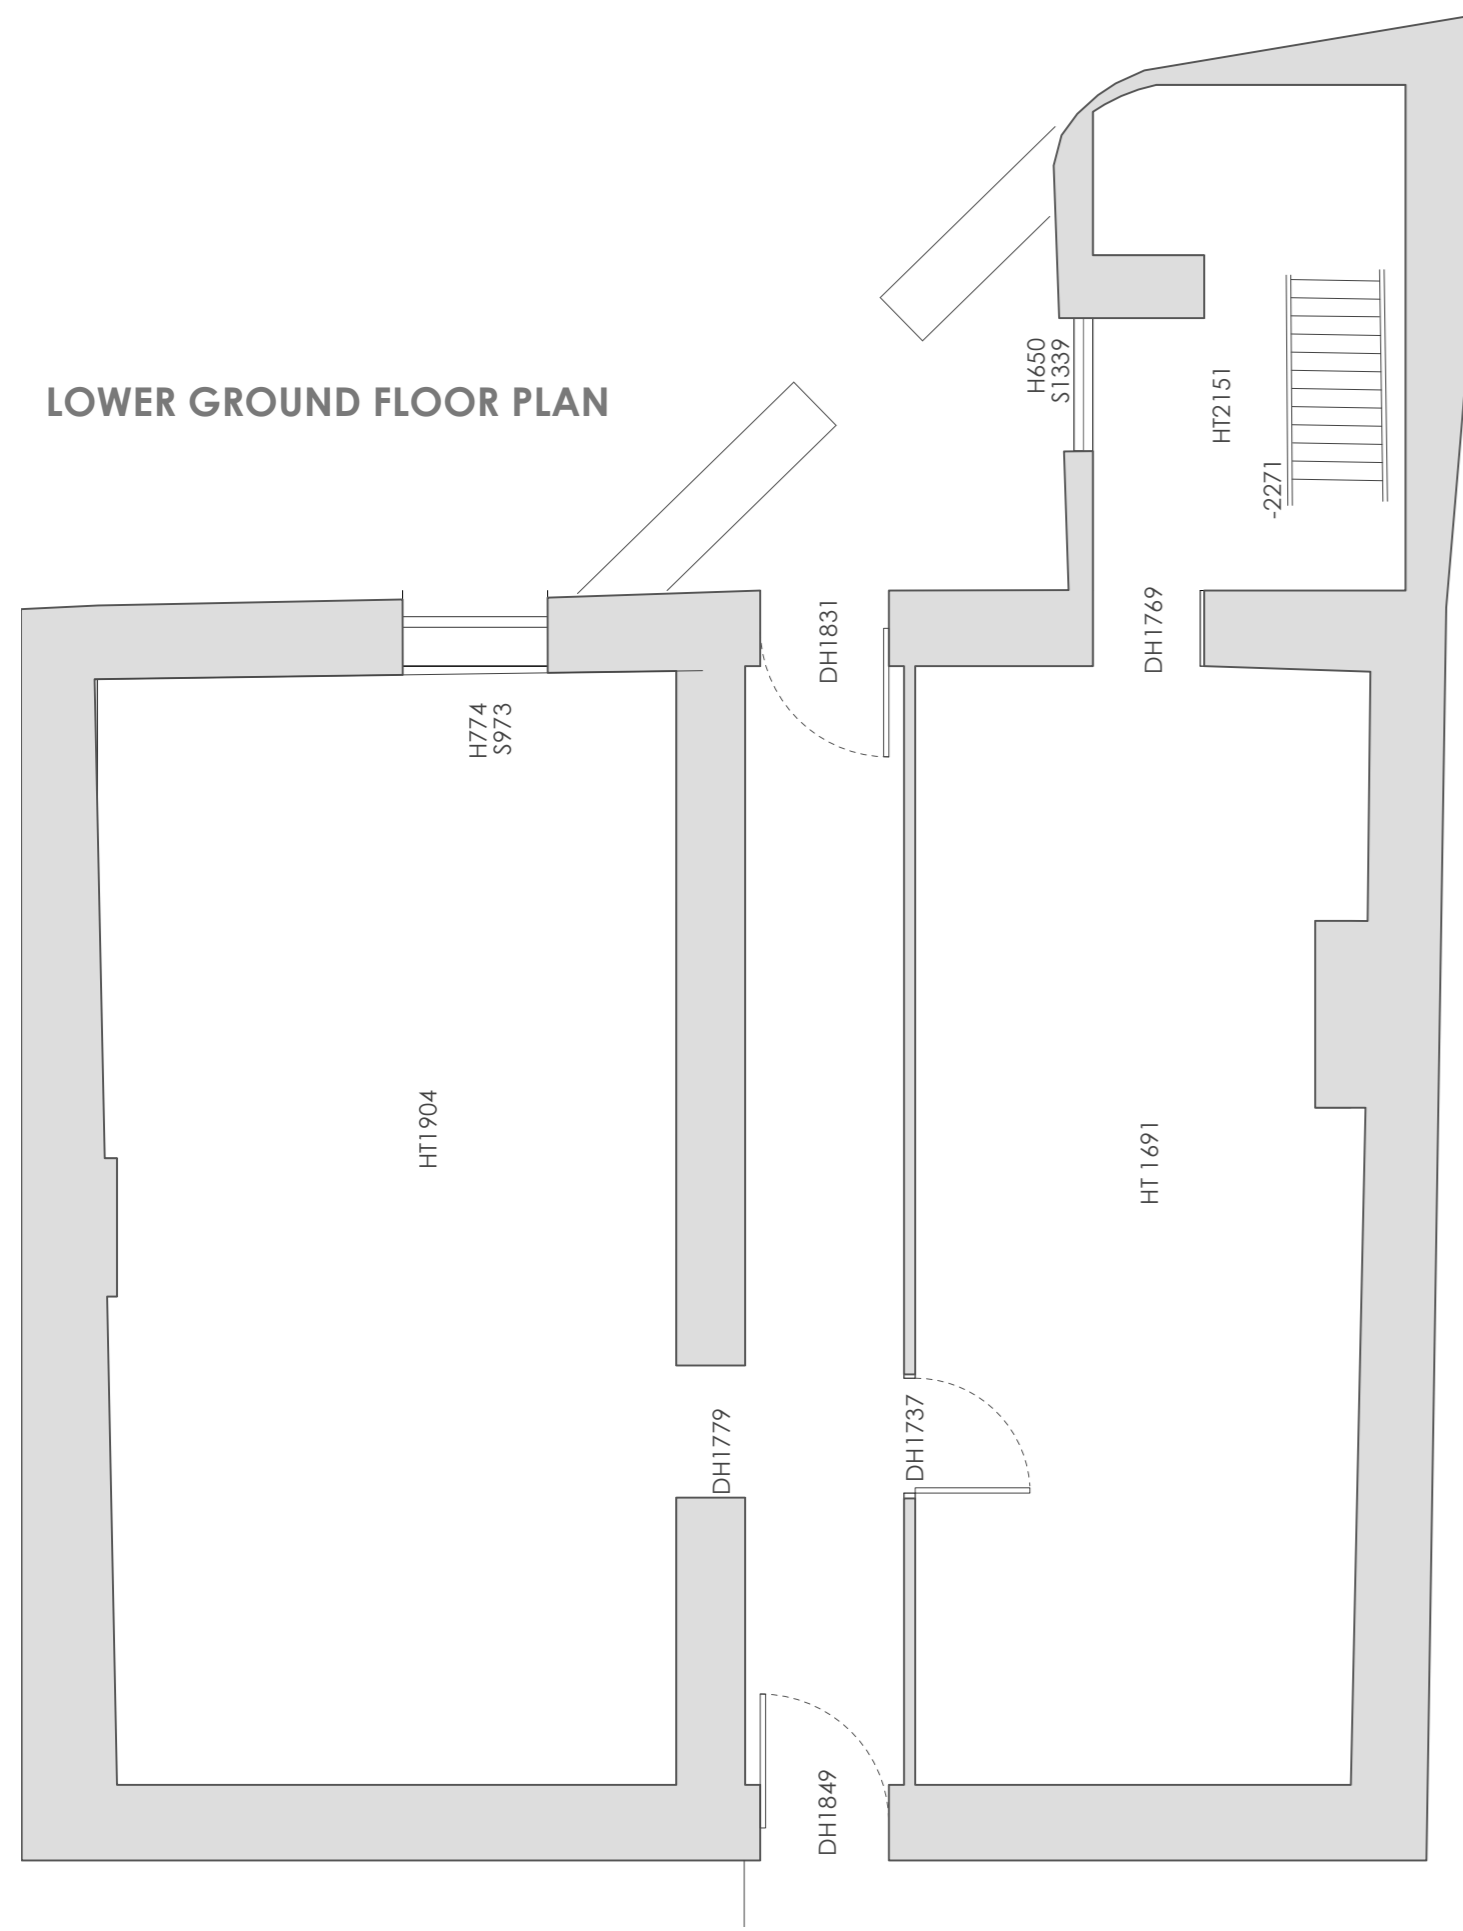 H650
S1339
HT2151
LOWER GROUND FLOOR PLAN
-2271
DH1831
DH1769
H774
S973
HT1904
HT 1691
DH1779
DH1737
DH1849